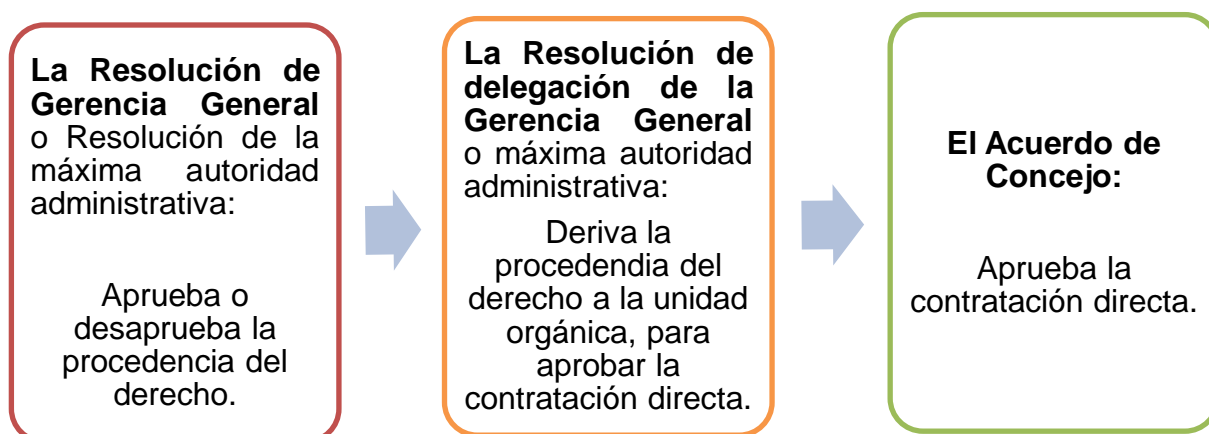 La Resolución de
Gerencia General
o Resolución de la
máxima autoridad
administrativa:
Aprueba o
desaprueba la
procedencia del
derecho.
La Resolución de
delegación de la
Gerencia General
o máxima autoridad
administrativa:
Deriva la
procedendia del
derecho a la unidad
orgánica, para
aprobar la
contratación directa.
El Acuerdo de
Concejo:
Aprueba la
contratación directa.